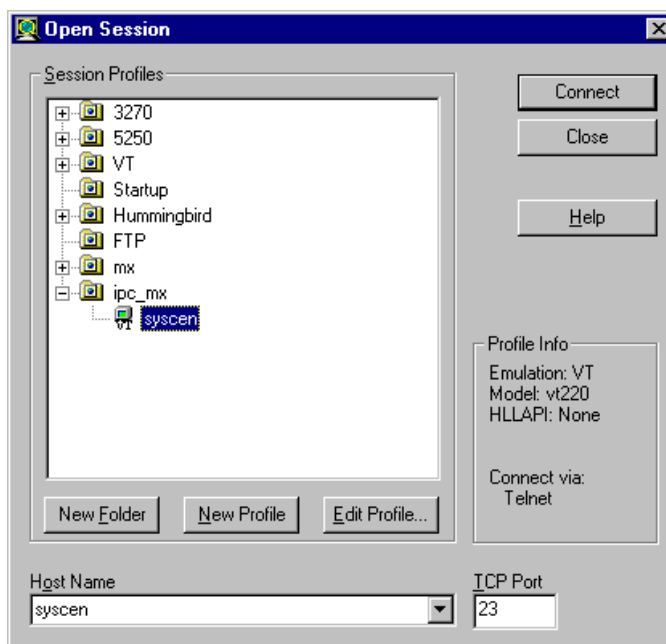 Open Session
Session Profiles
3270
5250
VT
Startup
Hummingbird
FTP
mx
ipc_mx
VT syscen
New Folder
New Profile
Edit Profile...
Connect
Close
Help
Profile Info
Emulation: VT
Model: vt220
HLLAPI: None
Connect via:
Telnet
Host Name
syscen
TCP Port
23